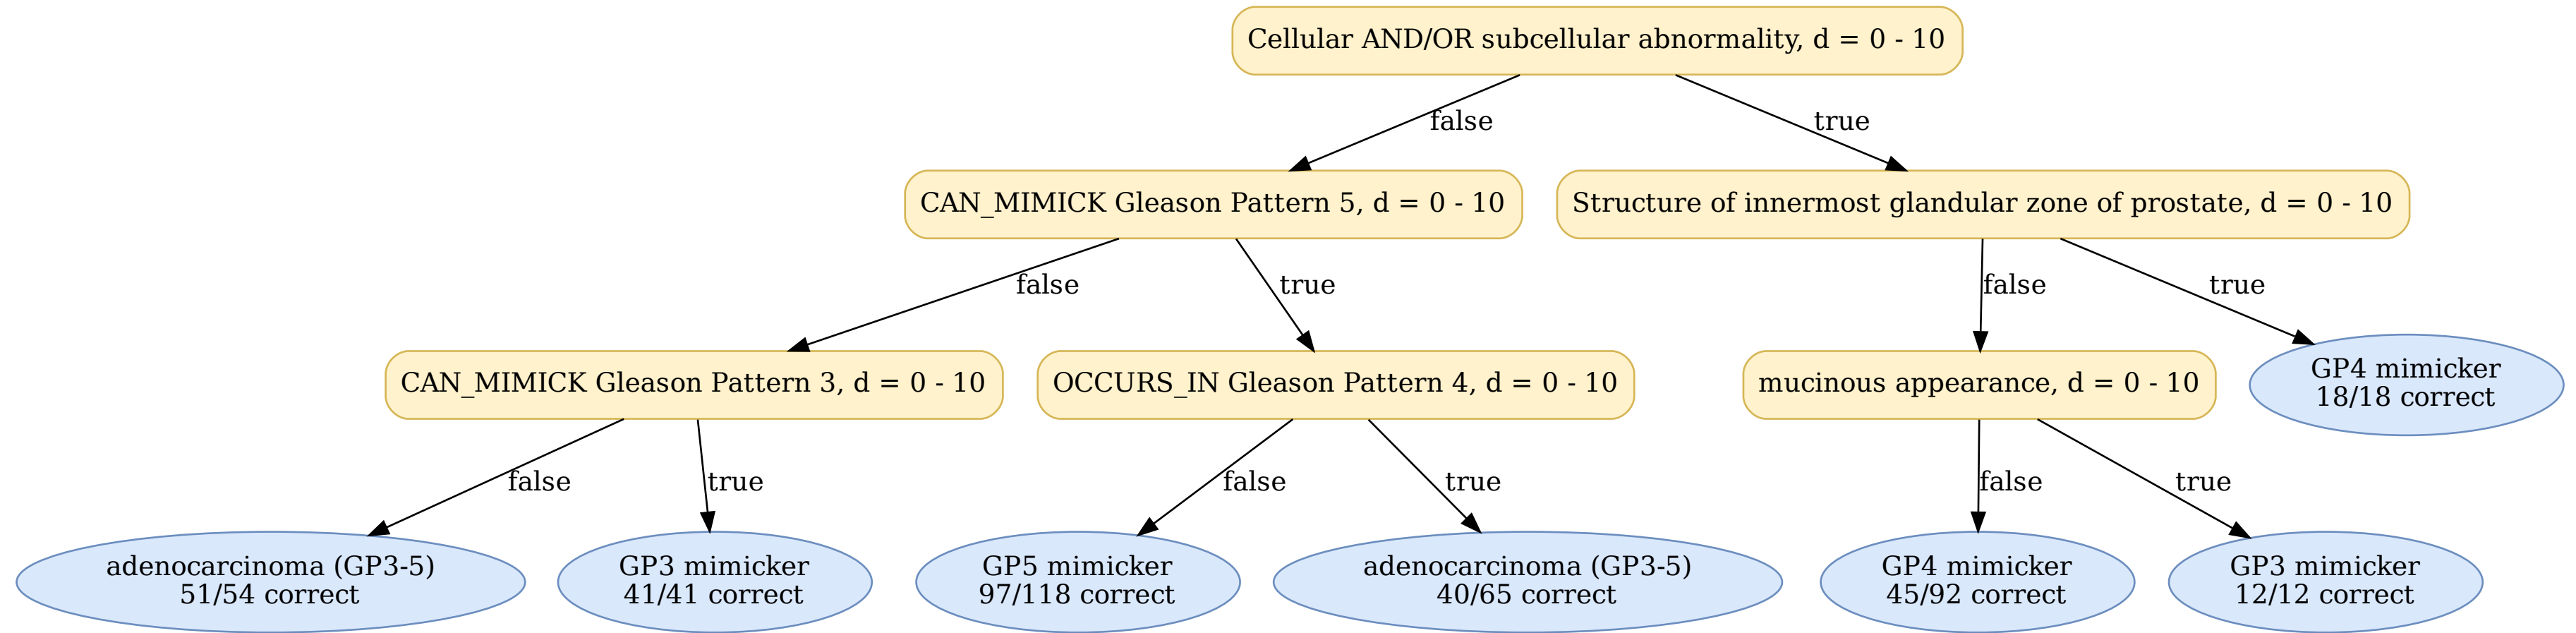 Cellular AND/OR subcellular abnormality, d = 0 - 10
false
true
CAN_MIMICK Gleason Pattern 5, d = 0 - 10
Structure of innermost glandular zone of prostate, d = 0 - 10
false
true
false
true
CAN_MIMICK Gleason Pattern 3, d = 0 - 10
OCCURS_IN Gleason Pattern 4, d = 0 - 10
mucinous appearance, d = 0 - 10
GP4 mimicker
18/18 correct
false
true
false
true
false
true
adenocarcinoma (GP3-5)
51/54 correct
GP3 mimicker
41/41 correct
GP5 mimicker
97/118 correct
adenocarcinoma (GP3-5)
40/65 correct
GP4 mimicker
45/92 correct
GP3 mimicker
12/12 correct